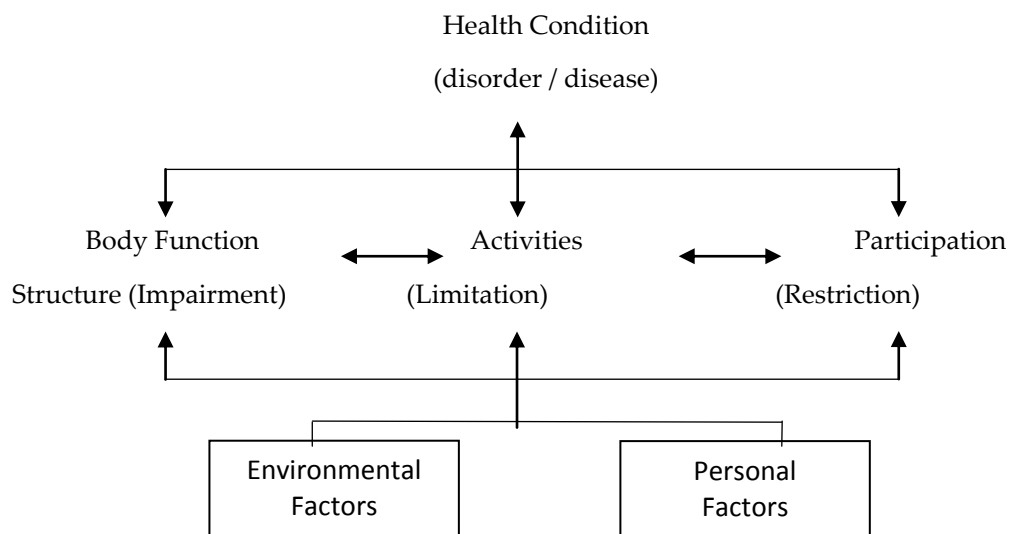 Health Condition
(disorder / disease)
Body Function
Activities
Participation
Structure (Impairment)
(Limitation)
(Restriction)
Environmental
Factors
Personal
Factors